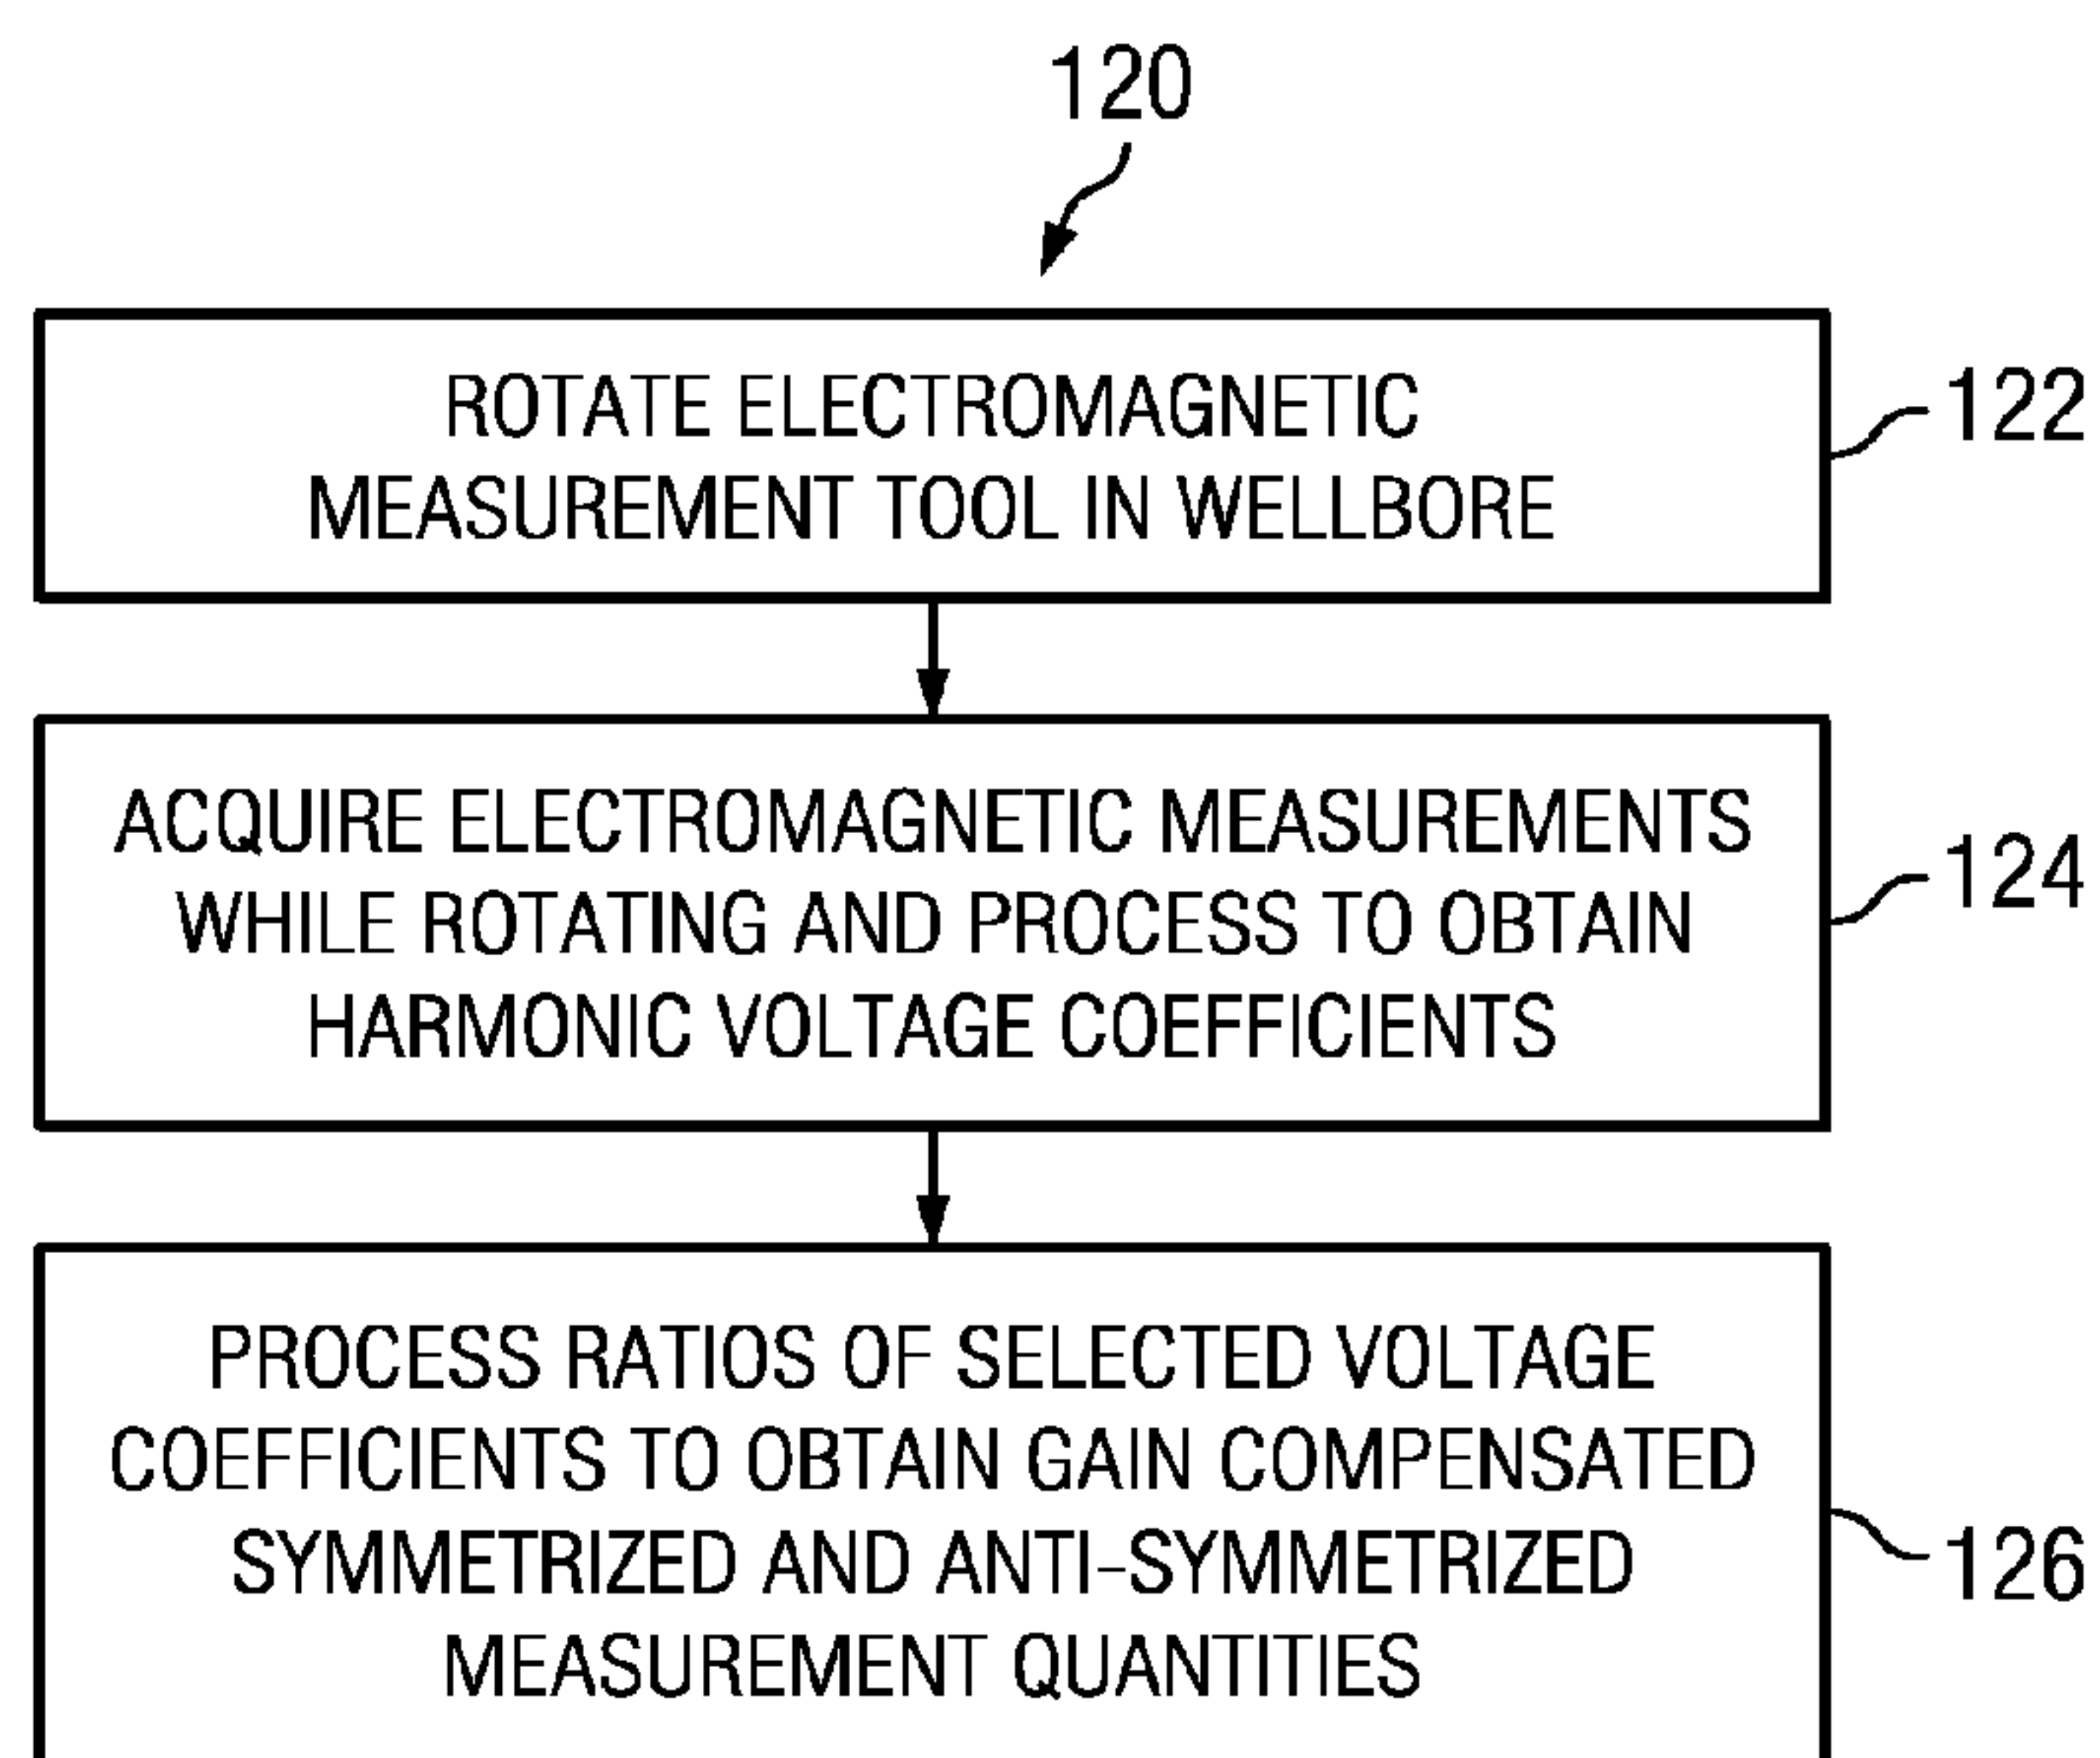 120
ROTATE ELECTROMAGNETIC
MEASUREMENT TOOL IN WELLBORE
122
ACQUIRE ELECTROMAGNETIC MEASUREMENTS
WHILE ROTATING AND PROCESS TO OBTAIN
HARMONIC VOLTAGE COEFFICIENTS
124
PROCESS RATIOS OF SELECTED VOLTAGE
COEFFICIENTS TO OBTAIN GAIN COMPENSATED
SYMMETRIZED AND ANTI-SYMMETRIZED
MEASUREMENT QUANTITIES
126